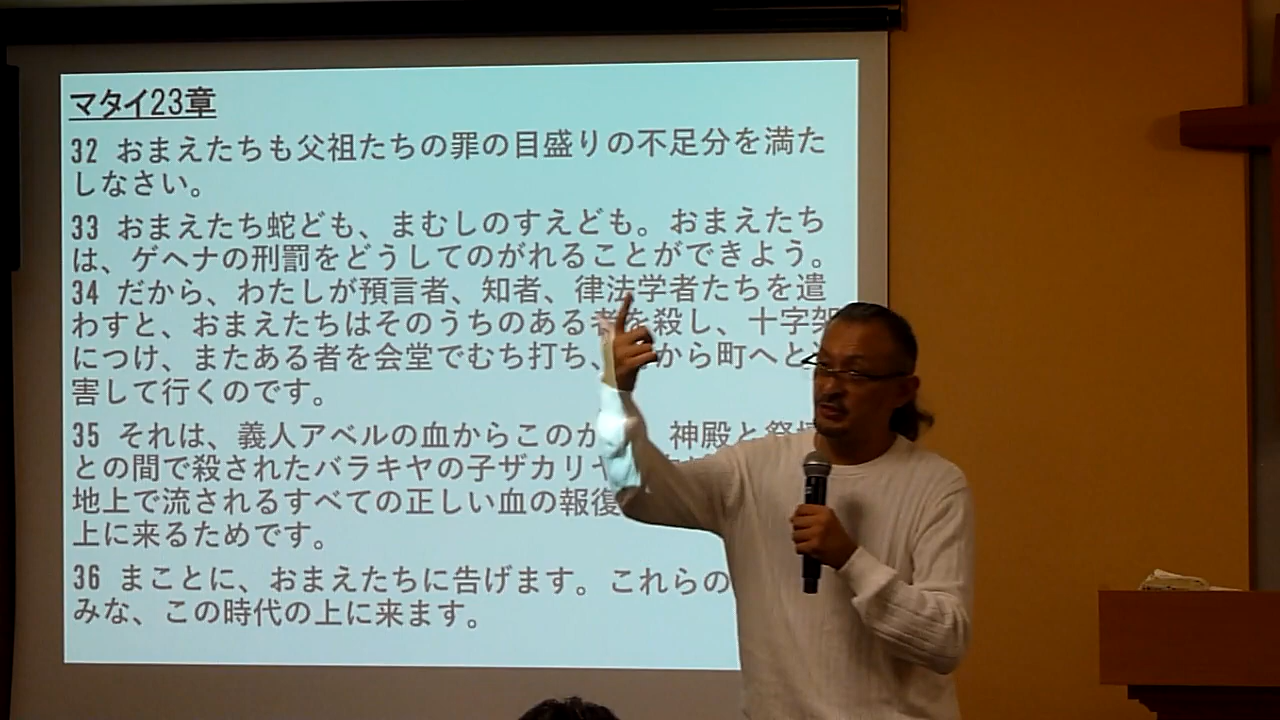 マタイ23章
32 おまえたちも父祖たちの罪の目盛りの不足分を満た
しなさい。
33 おまえたち蛇ども、まむしのすえども。おまえたち
は、ゲヘナの刑罰をどうしてのがれることができよう。
34 だから、わたしが預言者、知者、律法学者たちを遣
わすと、おまえたちはそのうちのある者を殺し、十字架
につけ、またある者を会堂でむち打ち、から町へと
害して行くのです。
35 それは、義人アベルの血からこのか 神殿と祭壇
との間で殺されたバラキヤの子ザカリヤ
地上で流されるすべての正しい血の報復
上に来るためです。
36 まことに、おまえたちに告げます。これらの
みな、この時代の上に来ます。